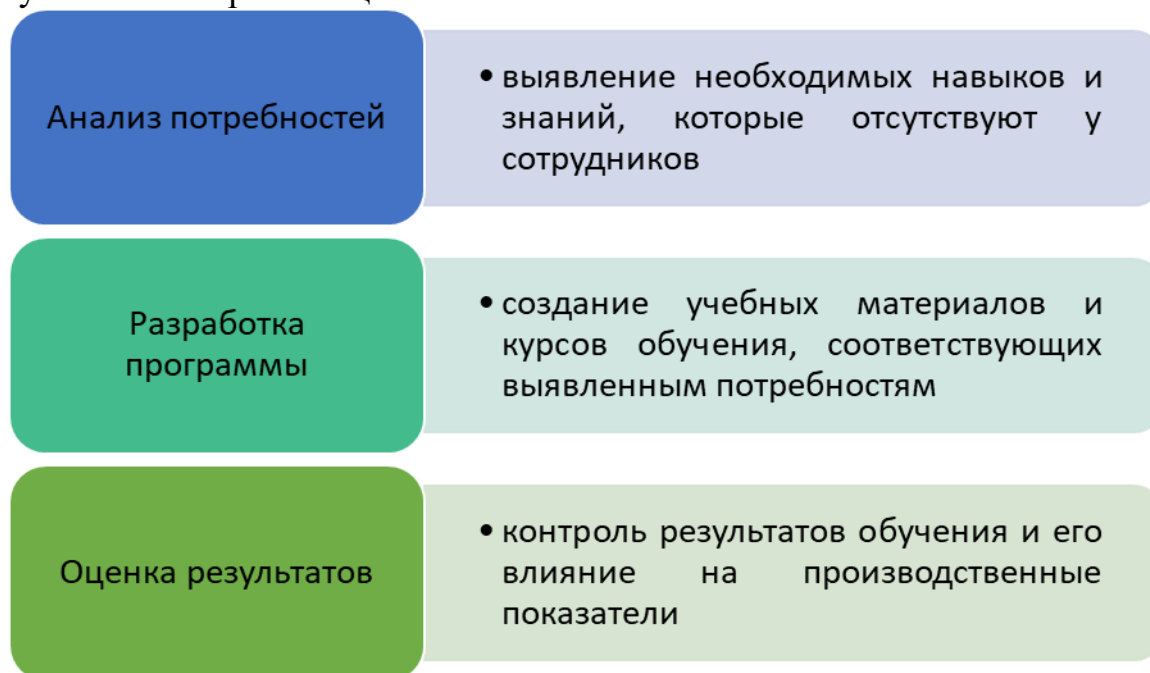 Анализ потребностей
• выявление необходимых навыков и
знаний, которые отсутствуют у
сотрудников
Разработка
программы
• создание учебных материалов и
курсов обучения, соответствующих
выявленным потребностям
Оценка результатов
• контроль результатов обучения и его
влияние на производственные
показатели